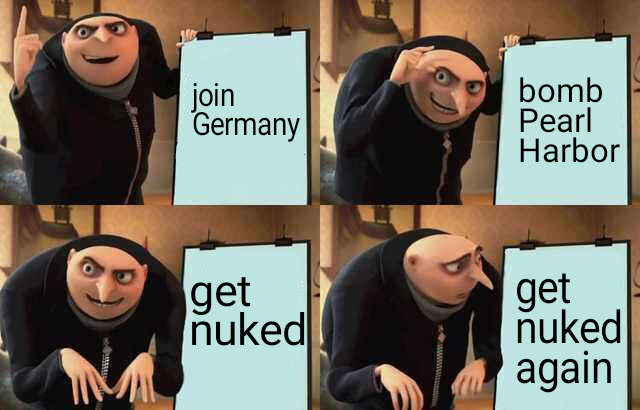 join
Germany
bomb
Pearl
Harbor
get
nuked
get
nuked
again